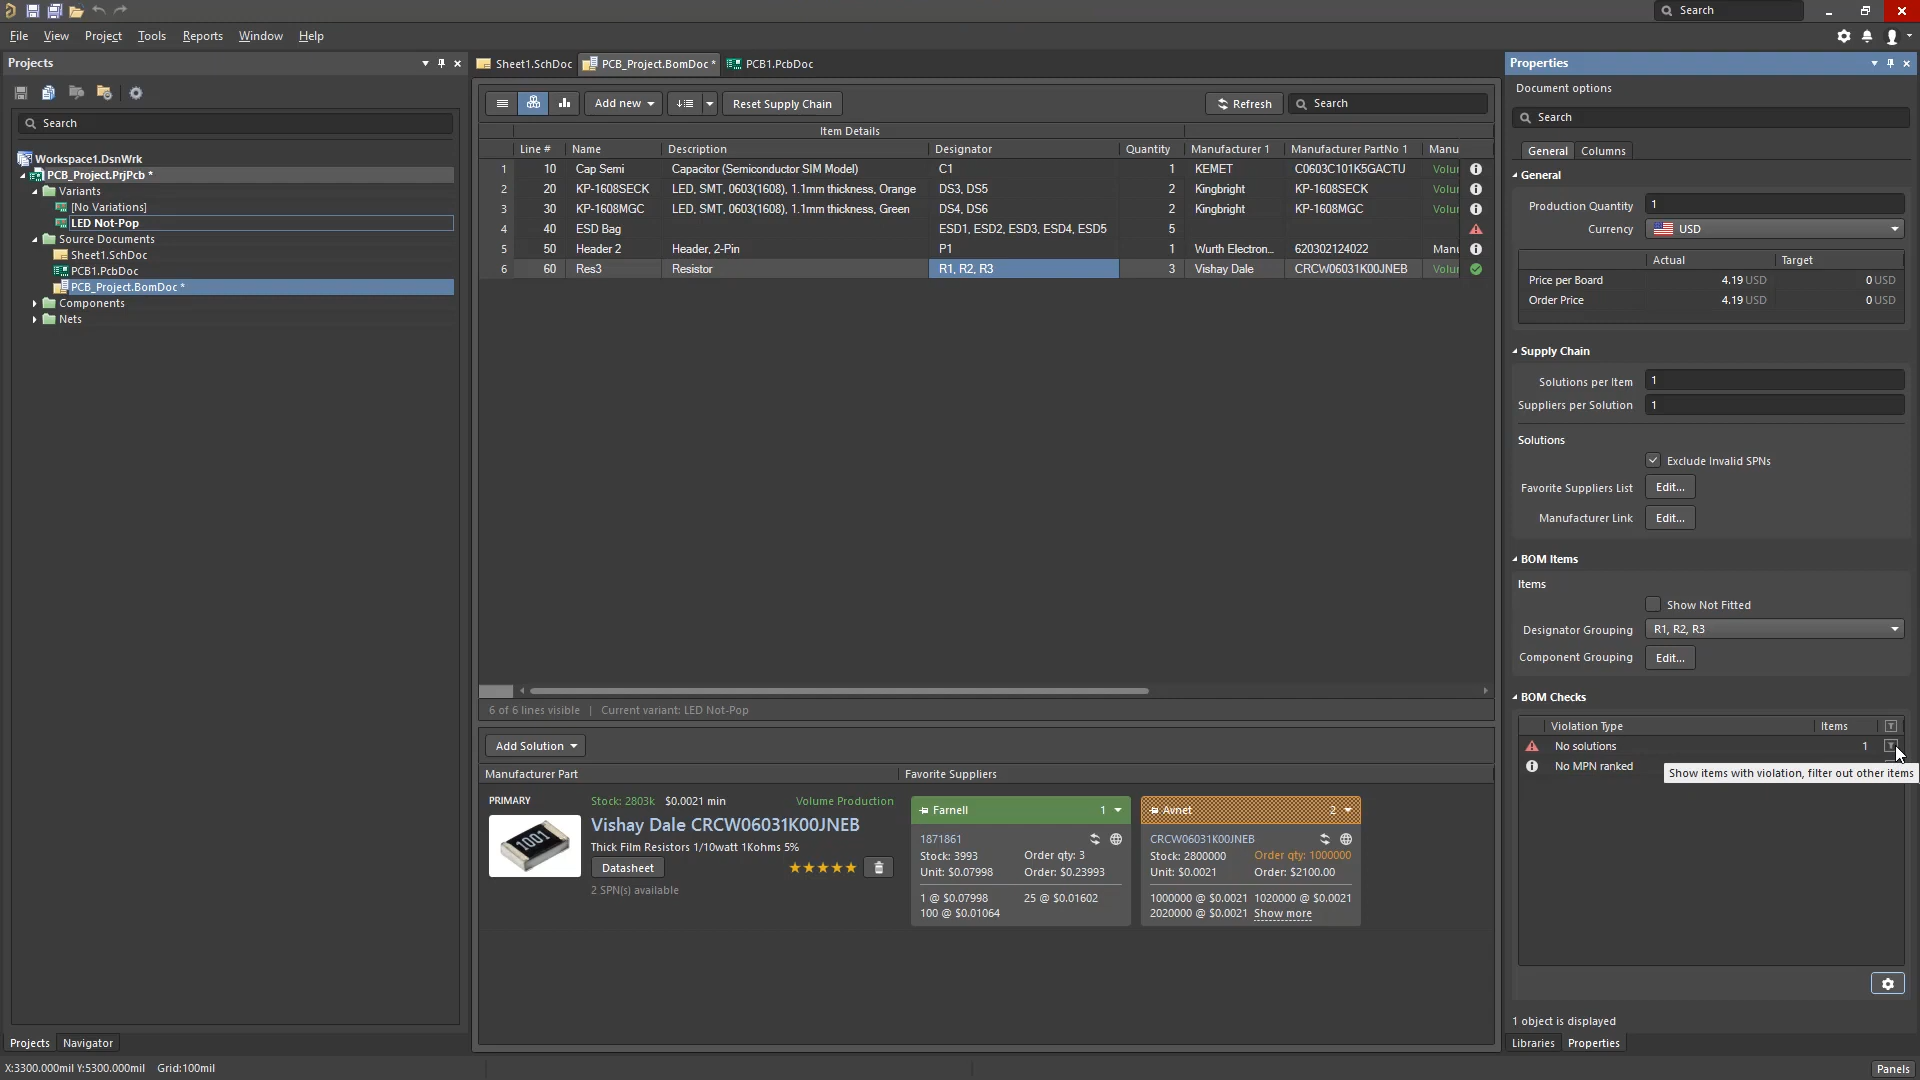 Search
File View Project Tools Reports Window Help
Projects
Search
Workspace1.DsnWrk
PCB_Project.PrjPcb *
Variants
[No Variations]
LED Not-Pop
Source Documents
Sheet1.SchDoc
PCB1.PcbDoc
PCB_Project.BomDoc *
Components
Nets
Projects Navigator
X:3300.000mil Y:5300.000mil Grid:100mil
Sheet1.SchDoc PCB_Project.BomDoc * PCB1.PcbDoc
Add new Reset Supply Chain Refresh Search
Item Details
Line # Name Description Designator Quantity Manufacturer 1 Manufacturer PartNo 1 Manu
1 10 Cap Semi Capacitor (Semiconductor SIM Model) C1 1 KEMET C0603C101K5GACTU Volu
2 20 KP-1608SECK LED, SMT, 0603(1608), 1.1mm thickness, Orange DS3, DS5 2 Kingbright KP-1608SECK Volu
3 30 KP-1608MGC LED, SMT, 0603(1608), 1.1mm thickness, Green DS4, DS6 2 Kingbright KP-1608MGC Volu
4 40 ESD Bag ESD1, ESD2, ESD3, ESD4, ESD5 5
5 50 Header 2 Header, 2-Pin P1 1 Wurth Electron... 620302124022 Manu
6 60 Res3 Resistor R1, R2, R3 3 Vishay Dale CRCW06031K00JNEB Volu
6 of 6 lines visible | Current variant: LED Not-Pop
Add Solution
Manufacturer Part Favorite Suppliers
PRIMARY Stock: 2803k $0.0021 min Volume Production
Vishay Dale CRCW06031K00JNEB
Thick Film Resistors 1/10watt 1Kohms 5%
1001
Datasheet
2 SPN(s) available
Farnell 1
1871861
Stock: 3993 Order qty: 3
Unit: $0.07998 Order: $0.23993
1 @ $0.07998 25 @ $0.01602
100 @ $0.01064
Avnet 2
CRCW06031K00JNEB
Stock: 2800000 Order qty: 1000000
Unit: $0.0021 Order: $2100.00
1000000 @ $0.0021 1020000 @ $0.0021
2020000 @ $0.0021 Show more
Properties
Document options
Search
General Columns
General
Production Quantity 1
Currency USD
Actual Target
Price per Board 4.19 USD 0 USD
Order Price 4.19 USD 0 USD
Supply Chain
Solutions per Item 1
Suppliers per Solution 1
Solutions
Exclude Invalid SPNs
Favorite Suppliers List Edit...
Manufacturer Link Edit...
BOM Items
Items
Show Not Fitted
Designator Grouping R1, R2, R3
Component Grouping Edit...
BOM Checks
Violation Type Items
No solutions 1
No MPN ranked
Show items with violation, filter out other items
1 object is displayed
Libraries Properties
Panels